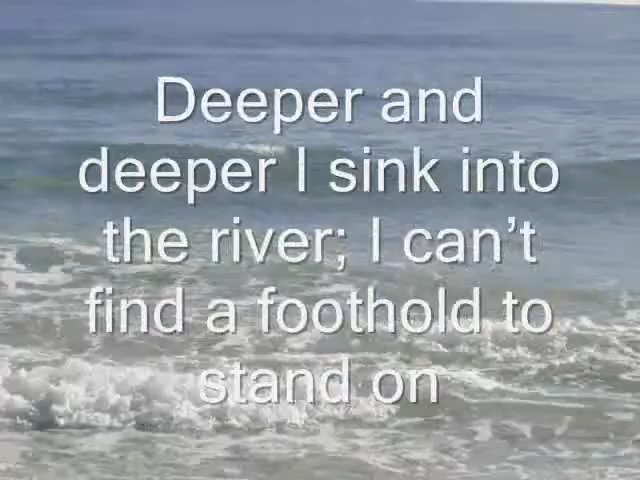 Deeper and
deeper I sink into
the river; I can’t
find a foothold to
stand on